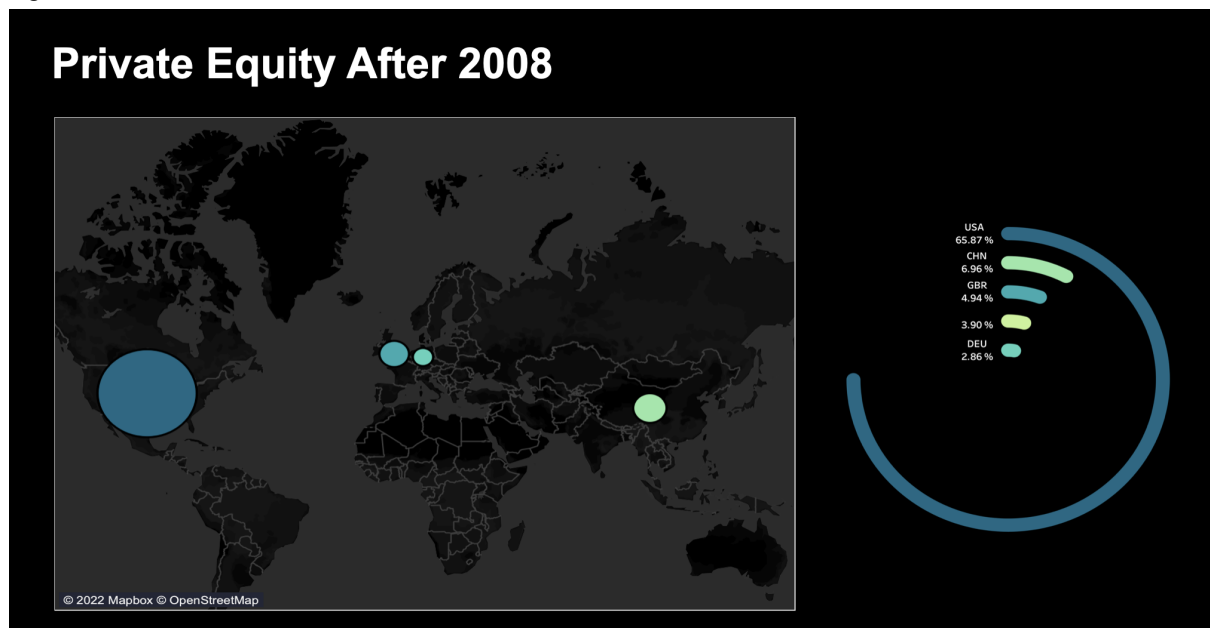 Private Equity After 2008
USA
65.87 %
CHN
6.96 %
GBR
4.94 %
3.90 %
DEU
2.86 %
© 2022 Mapbox © OpenStreetMap